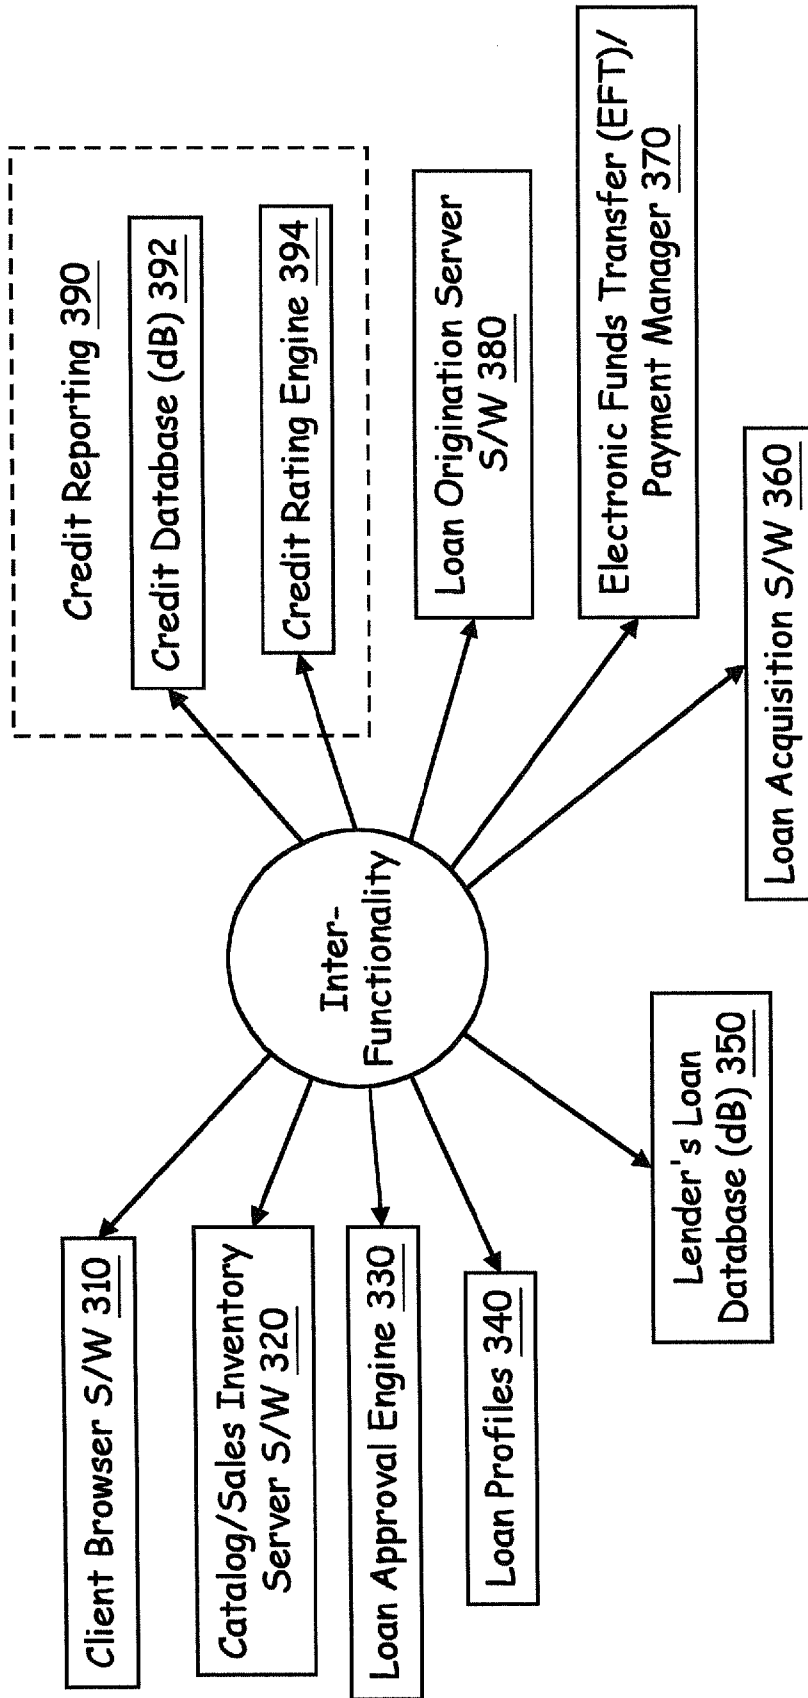 Client Browser S/W 310
Catalog/Sales Inventory
Server S/W 320
Loan Approval Engine 330
Loan Profiles 340
Lender's Loan
Database (dB) 350
Inter-
Functionality
Credit Reporting 390
Credit Database (dB) 392
Credit Rating Engine 394
Loan Origination Server
S/W 380
Electronic Funds Transfer (EFT)/
Payment Manager 370
Loan Acquisition S/W 360